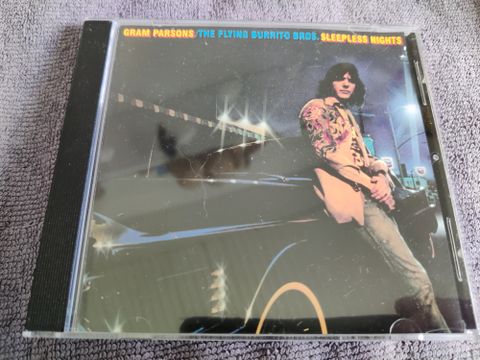 GRAM PARSONS/THE FLYING BURRITO BROS. SLEEPLESS NIGHTS